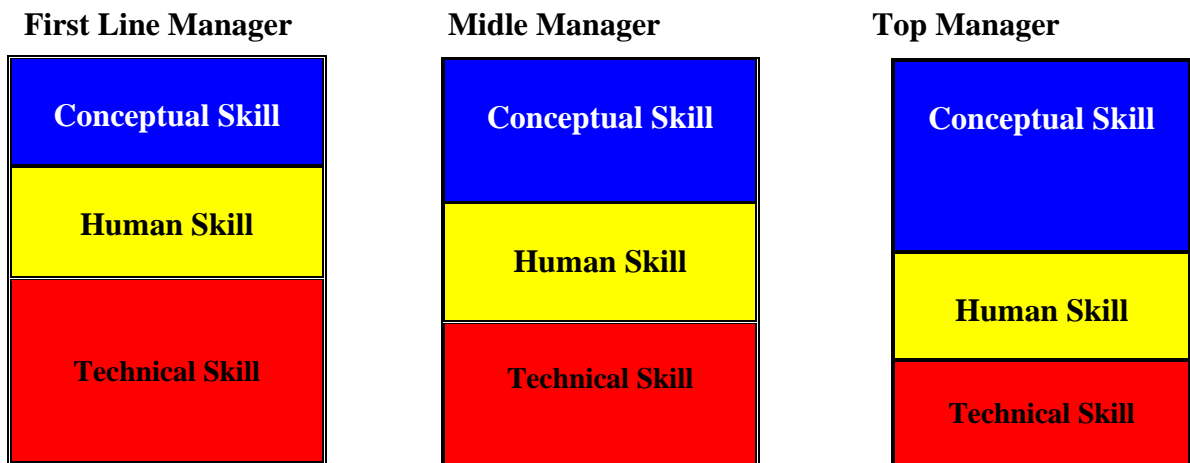 First Line Manager
Midle Manager
Top Manager
Conceptual Skill
Conceptual Skill
Conceptual Skill
Human Skill
Human Skill
Human Skill
Technical Skill
Technical Skill
Technical Skill